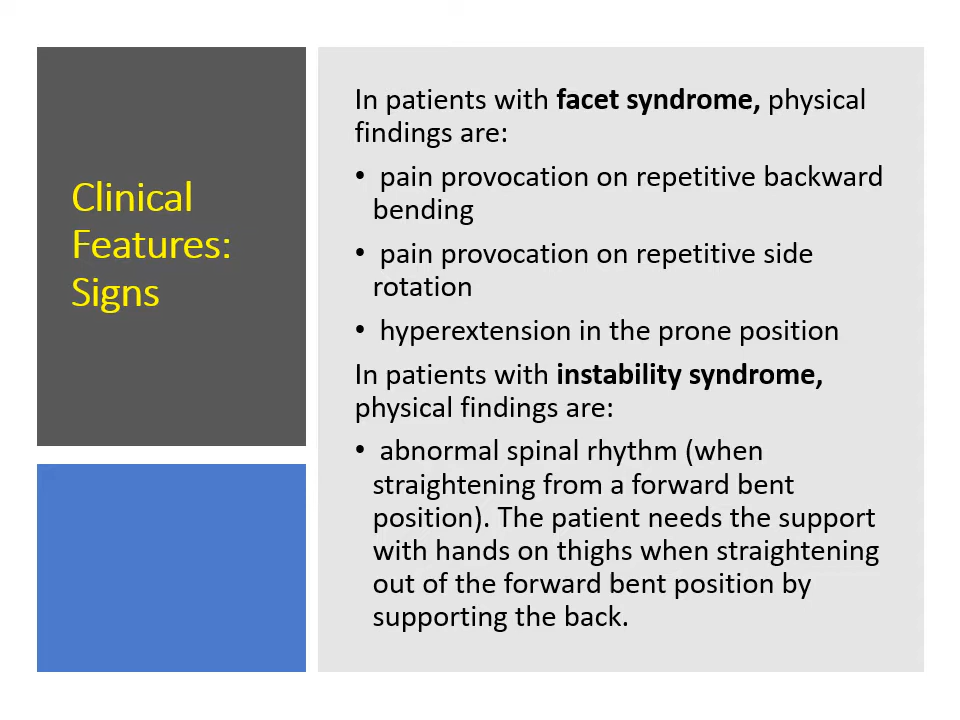 Clinical
Features:
Signs
In patients with facet syndrome, physical
findings are:
• pain provocation on repetitive backward
bending
• pain provocation on repetitive side
rotation
• hyperextension in the prone position
In patients with instability syndrome,
physical findings are:
• abnormal spinal rhythm (when
straightening from a forward bent
position). The patient needs the support
with hands on thighs when straightening
out of the forward bent position by
supporting the back.